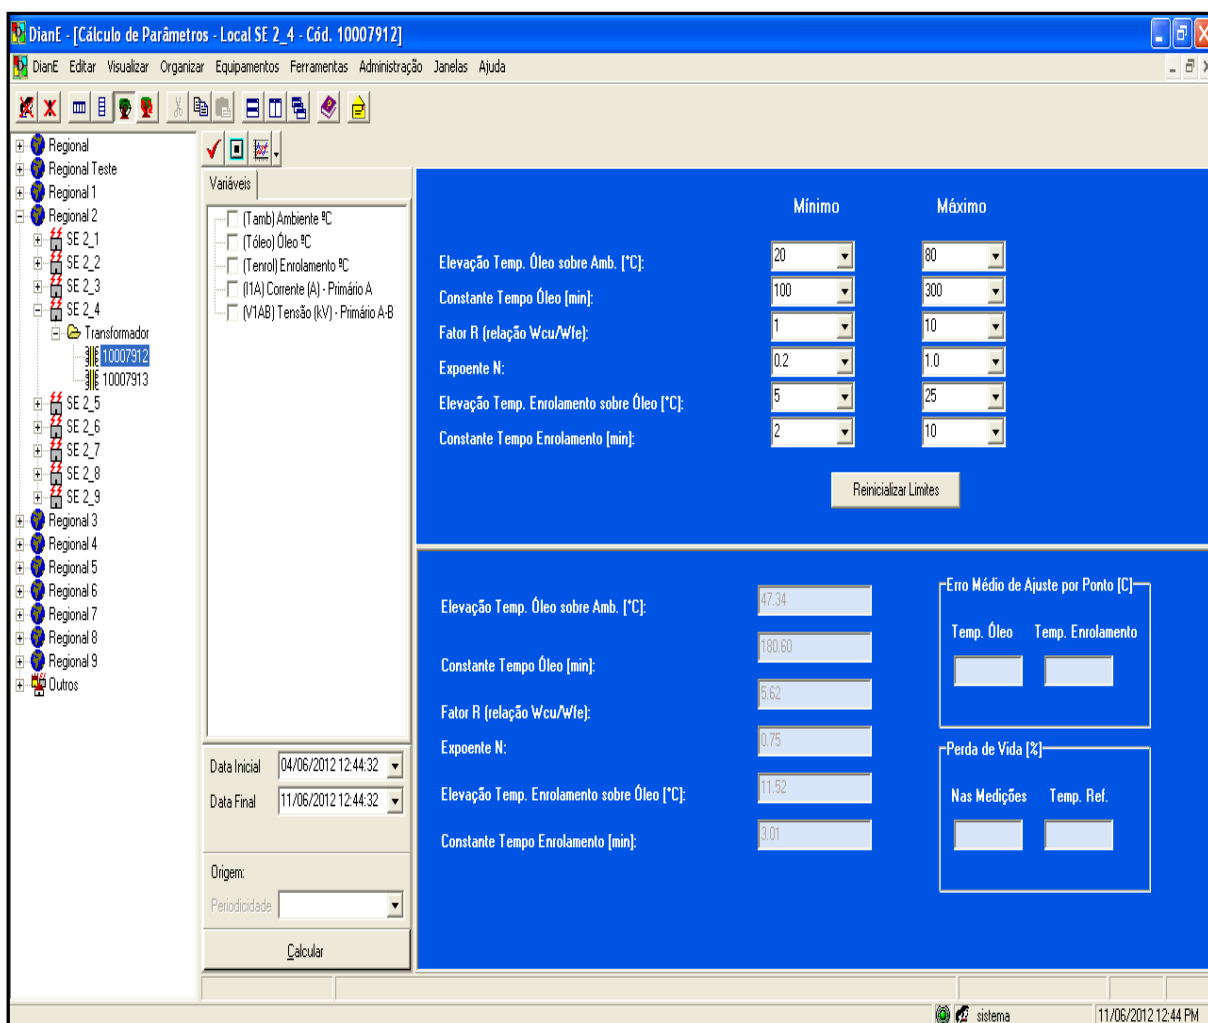 DianE - [Cálculo de Parâmetros - Local SE 2_4 - Cód. 10007912]
DianE Editar Visualizar Organizar Equipamentos Ferramentas Administração Janelas Ajuda
Regional
Regional Teste
Regional 1
Regional 2
SE 2_1
SE 2_2
SE 2_3
SE 2_4
Transformador
10007912
10007913
SE 2_5
SE 2_6
SE 2_7
SE 2_8
SE 2_9
Regional 3
Regional 4
Regional 5
Regional 6
Regional 7
Regional 8
Regional 9
Outros
Variáveis
(Tamb) Ambiente ºC
(Tóleo) Óleo ºC
(Tenrol) Enrolamento ºC
(I1A) Corrente (A) - Primário A
(V1AB) Tensão (kV) - Primário A-B
Data Inicial 04/06/2012 12:44:32
Data Final 11/06/2012 12:44:32
Origem:
Periodicidade
Calcular
Mínimo Máximo
Elevação Temp. Óleo sobre Amb. [°C]: 20 80
Constante Tempo Óleo [min]: 100 300
Fator R (relação Wcu/Wfe): 1 10
Expoente N: 0.2 1.0
Elevação Temp. Enrolamento sobre Óleo [°C]: 5 25
Constante Tempo Enrolamento [min]: 2 10
Reinicializar Limites
Elevação Temp. Óleo sobre Amb. [°C]: 47.34
Constante Tempo Óleo [min]: 180.60
Fator R (relação Wcu/Wfe): 5.62
Expoente N: 0.75
Elevação Temp. Enrolamento sobre Óleo [°C]: 11.52
Constante Tempo Enrolamento [min]: 3.01
Erro Médio de Ajuste por Ponto [C]
Temp. Óleo Temp. Enrolamento
Perda de Vida [%]
Nas Medições Temp. Ref.
sistema 11/06/2012 12:44 PM